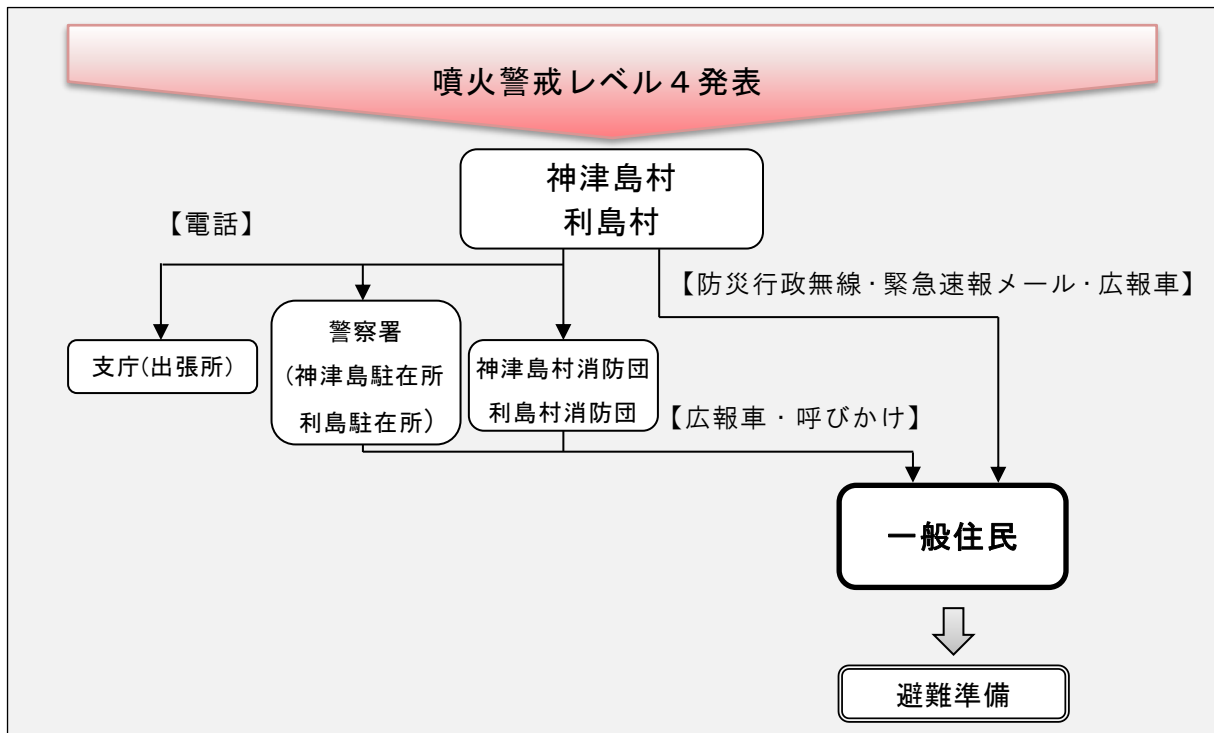 噴火警戒レベル４発表
神津島村
利島村
【電話】
【防災行政無線・緊急速報メール・広報車】
支庁(出張所)
警察署
(神津島駐在所
利島駐在所)
神津島村消防団
利島村消防団
【広報車・呼びかけ】
一般住民
避難準備